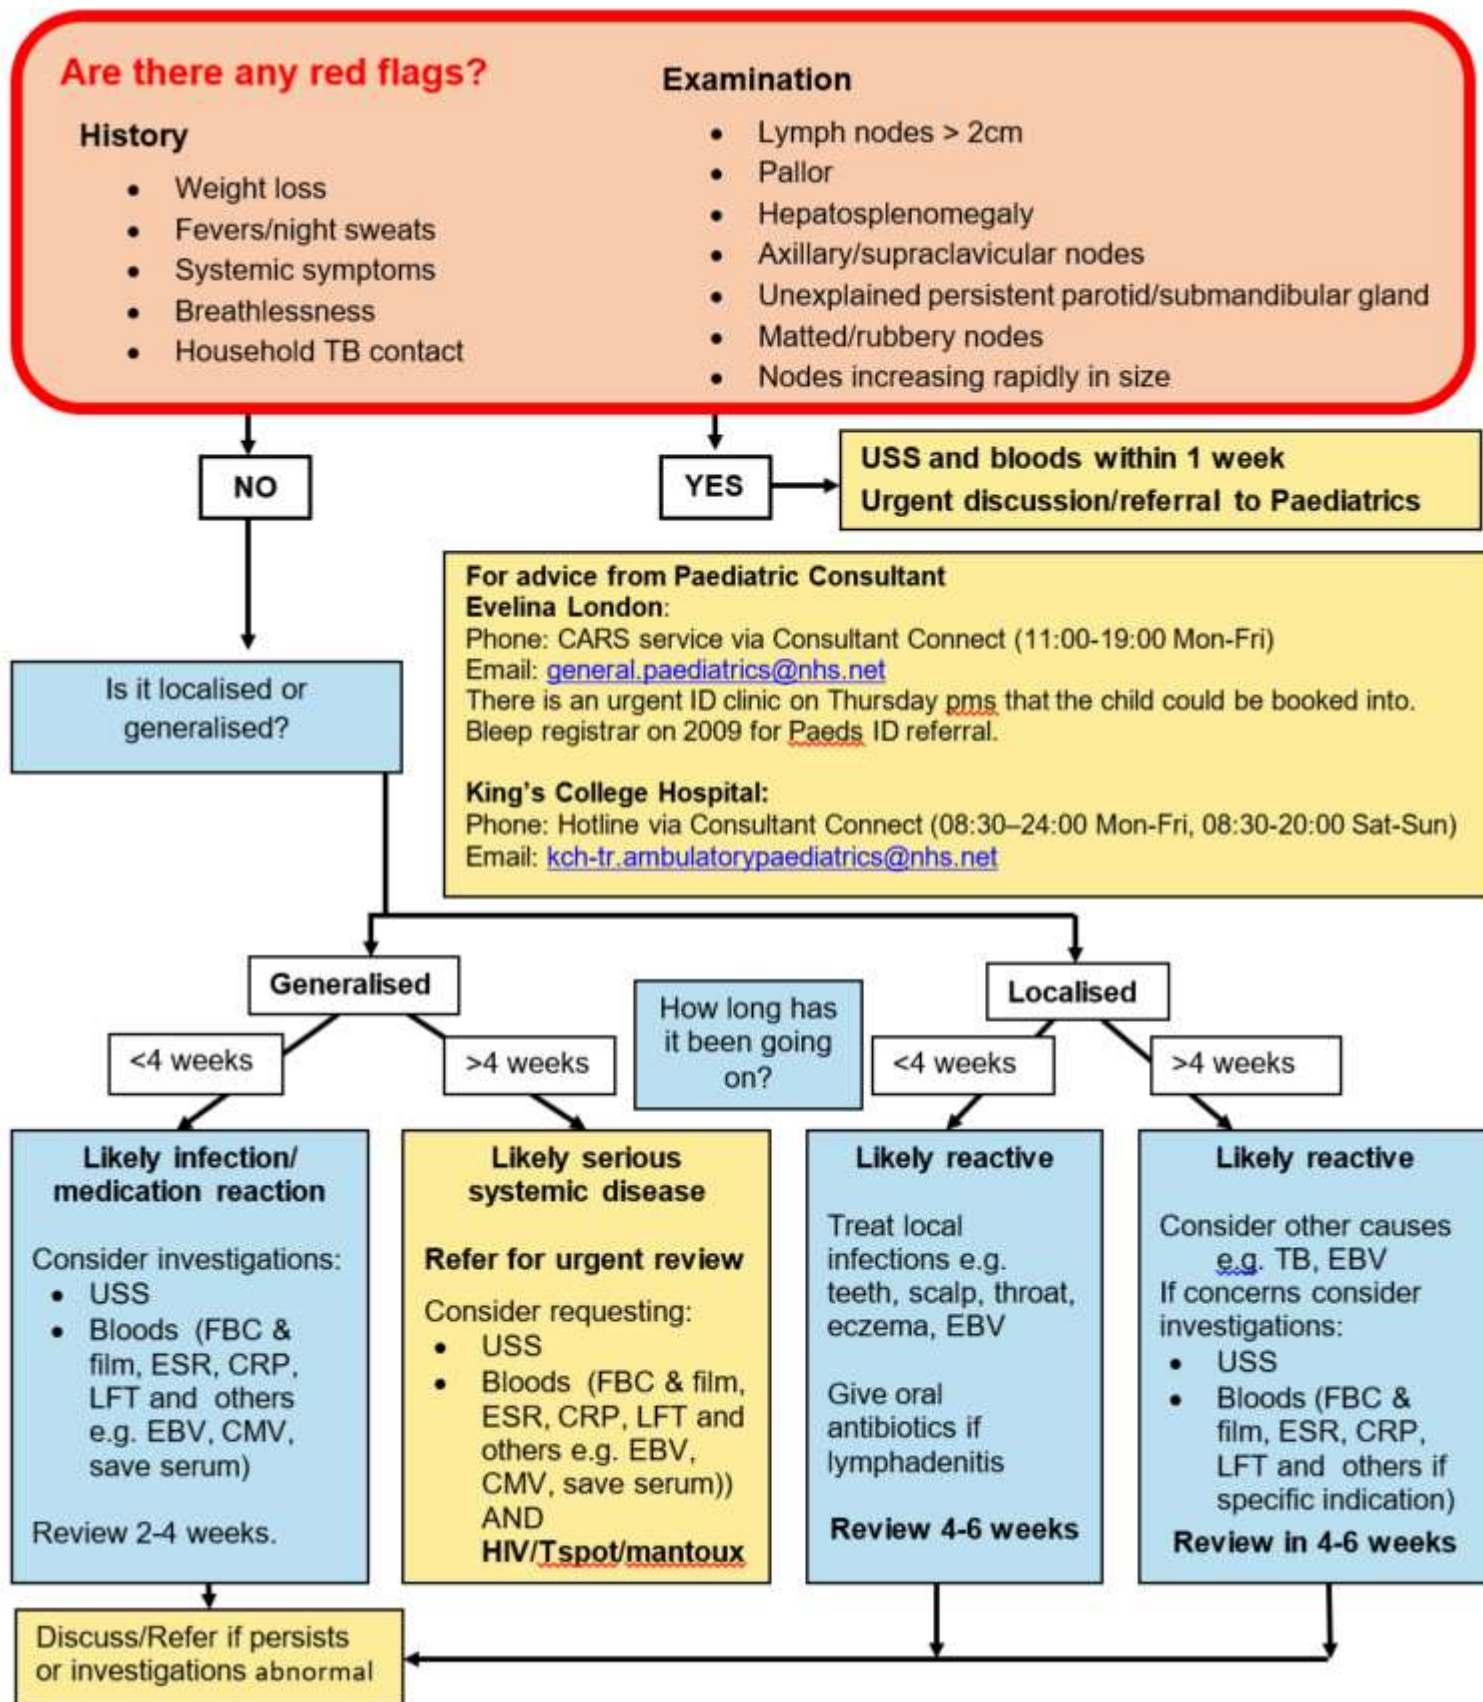 Are there any red flags?
History
• Weight loss
• Fevers/night sweats
• Systemic symptoms
• Breathlessness
• Household TB contact
Examination
• Lymph nodes > 2cm
• Pallor
• Hepatosplenomegaly
• Axillary/supraclavicular nodes
• Unexplained persistent parotid/submandibular gland
• Matted/rubbery nodes
• Nodes increasing rapidly in size
NO
YES
USS and bloods within 1 week
Urgent discussion/referral to Paediatrics
For advice from Paediatric Consultant
Evelina London:
Phone: CARS service via Consultant Connect (11:00-19:00 Mon-Fri)
Email: general.paediatrics@nhs.net
There is an urgent ID clinic on Thursday pms that the child could be booked into.
Bleep registrar on 2009 for Paeds ID referral.
King's College Hospital:
Phone: Hotline via Consultant Connect (08:30–24:00 Mon-Fri, 08:30-20:00 Sat-Sun)
Email: kch-tr.ambulatorypaediatrics@nhs.net
Is it localised or
generalised?
Generalised
Localised
How long has
it been going
on?
<4 weeks
>4 weeks
<4 weeks
>4 weeks
Likely infection/
medication reaction
Consider investigations:
• USS
• Bloods (FBC &
film, ESR, CRP,
LFT and others
e.g. EBV, CMV,
save serum)
Review 2-4 weeks.
Likely serious
systemic disease
Refer for urgent review
Consider requesting:
• USS
• Bloods (FBC & film,
ESR, CRP, LFT and
others e.g. EBV,
CMV, save serum))
AND
HIV/Tspot/mantoux
Likely reactive
Treat local
infections e.g.
teeth, scalp, throat,
eczema, EBV
Give oral
antibiotics if
lymphadenitis
Review 4-6 weeks
Likely reactive
Consider other causes
e.g. TB, EBV
If concerns consider
investigations:
• USS
• Bloods (FBC &
film, ESR, CRP,
LFT and others if
specific indication)
Review in 4-6 weeks
Discuss/Refer if persists
or investigations abnormal